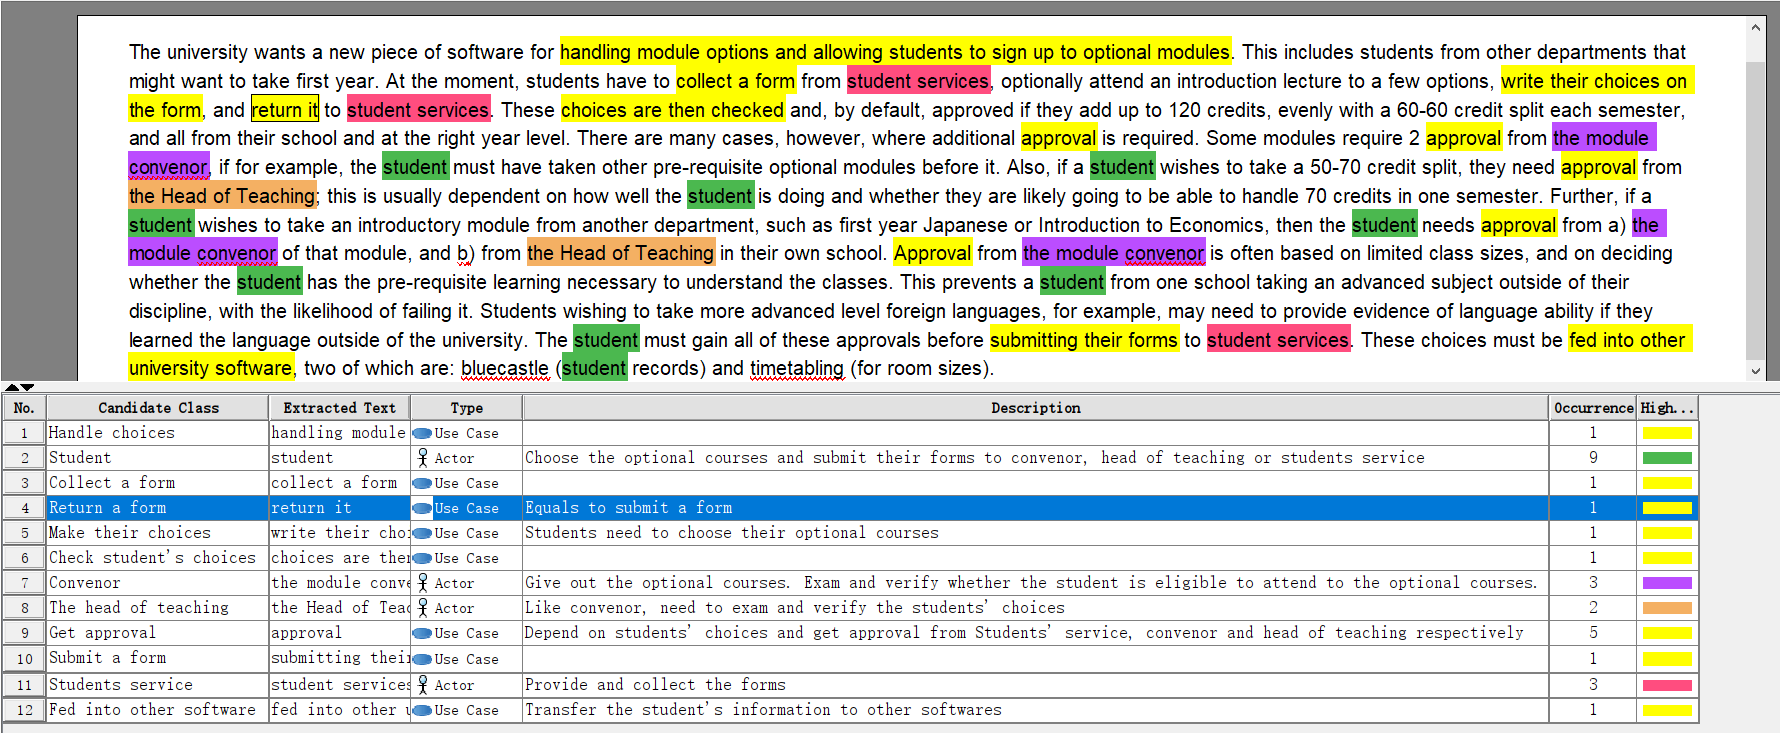 The university wants a new piece of software for handling module options and allowing students to sign up to optional modules. This includes students from other departments that
might want to take first year. At the moment, students have to collect a form from student services, optionally attend an introduction lecture to a few options, write their choices on
the form, and return it to student services. These choices are then checked and, by default, approved if they add up to 120 credits, evenly with a 60-60 credit split each semester,
and all from their school and at the right year level. There are many cases, however, where additional approval is required. Some modules require 2 approval from the module
convenor, if for example, the student must have taken other pre-requisite optional modules before it. Also, if a student wishes to take a 50-70 credit split, they need approval from
the Head of Teaching; this is usually dependent on how well the student is doing and whether they are likely going to be able to handle 70 credits in one semester. Further, if a
student wishes to take an introductory module from another department, such as first year Japanese or Introduction to Economics, then the student needs approval from a) the
module convenor of that module, and b) from the Head of Teaching in their own school. Approval from the module convenor is often based on limited class sizes, and on deciding
whether the student has the pre-requisite learning necessary to understand the classes. This prevents a student from one school taking an advanced subject outside of their
discipline, with the likelihood of failing it. Students wishing to take more advanced level foreign languages, for example, may need to provide evidence of language ability if they
learned the language outside of the university. The student must gain all of these approvals before submitting their forms to student services. These choices must be fed into other
university software, two of which are: bluecastle (student records) and timetabling (for room sizes).
No. Candidate Class Extracted Text Type Description Occurrence High...
1 Handle choices handling module Use Case 1
2 Student student Actor Choose the optional courses and submit their forms to convenor, head of teaching or students service 9
3 Collect a form collect a form Use Case 1
4 Return a form return it Use Case Equals to submit a form 1
5 Make their choices write their choi Use Case Students need to choose their optional courses 1
6 Check student's choices choices are ther Use Case 1
7 Convenor the module conve Actor Give out the optional courses. Exam and verify whether the student is eligible to attend to the optional courses. 3
8 The head of teaching the Head of Teac Actor Like convenor, need to exam and verify the students' choices 2
9 Get approval approval Use Case Depend on students' choices and get approval from Students' service, convenor and head of teaching respectively 5
10 Submit a form submitting thei Use Case 1
11 Students service student services Actor Provide and collect the forms 3
12 Fed into other software fed into other u Use Case Transfer the student's information to other softwares 1